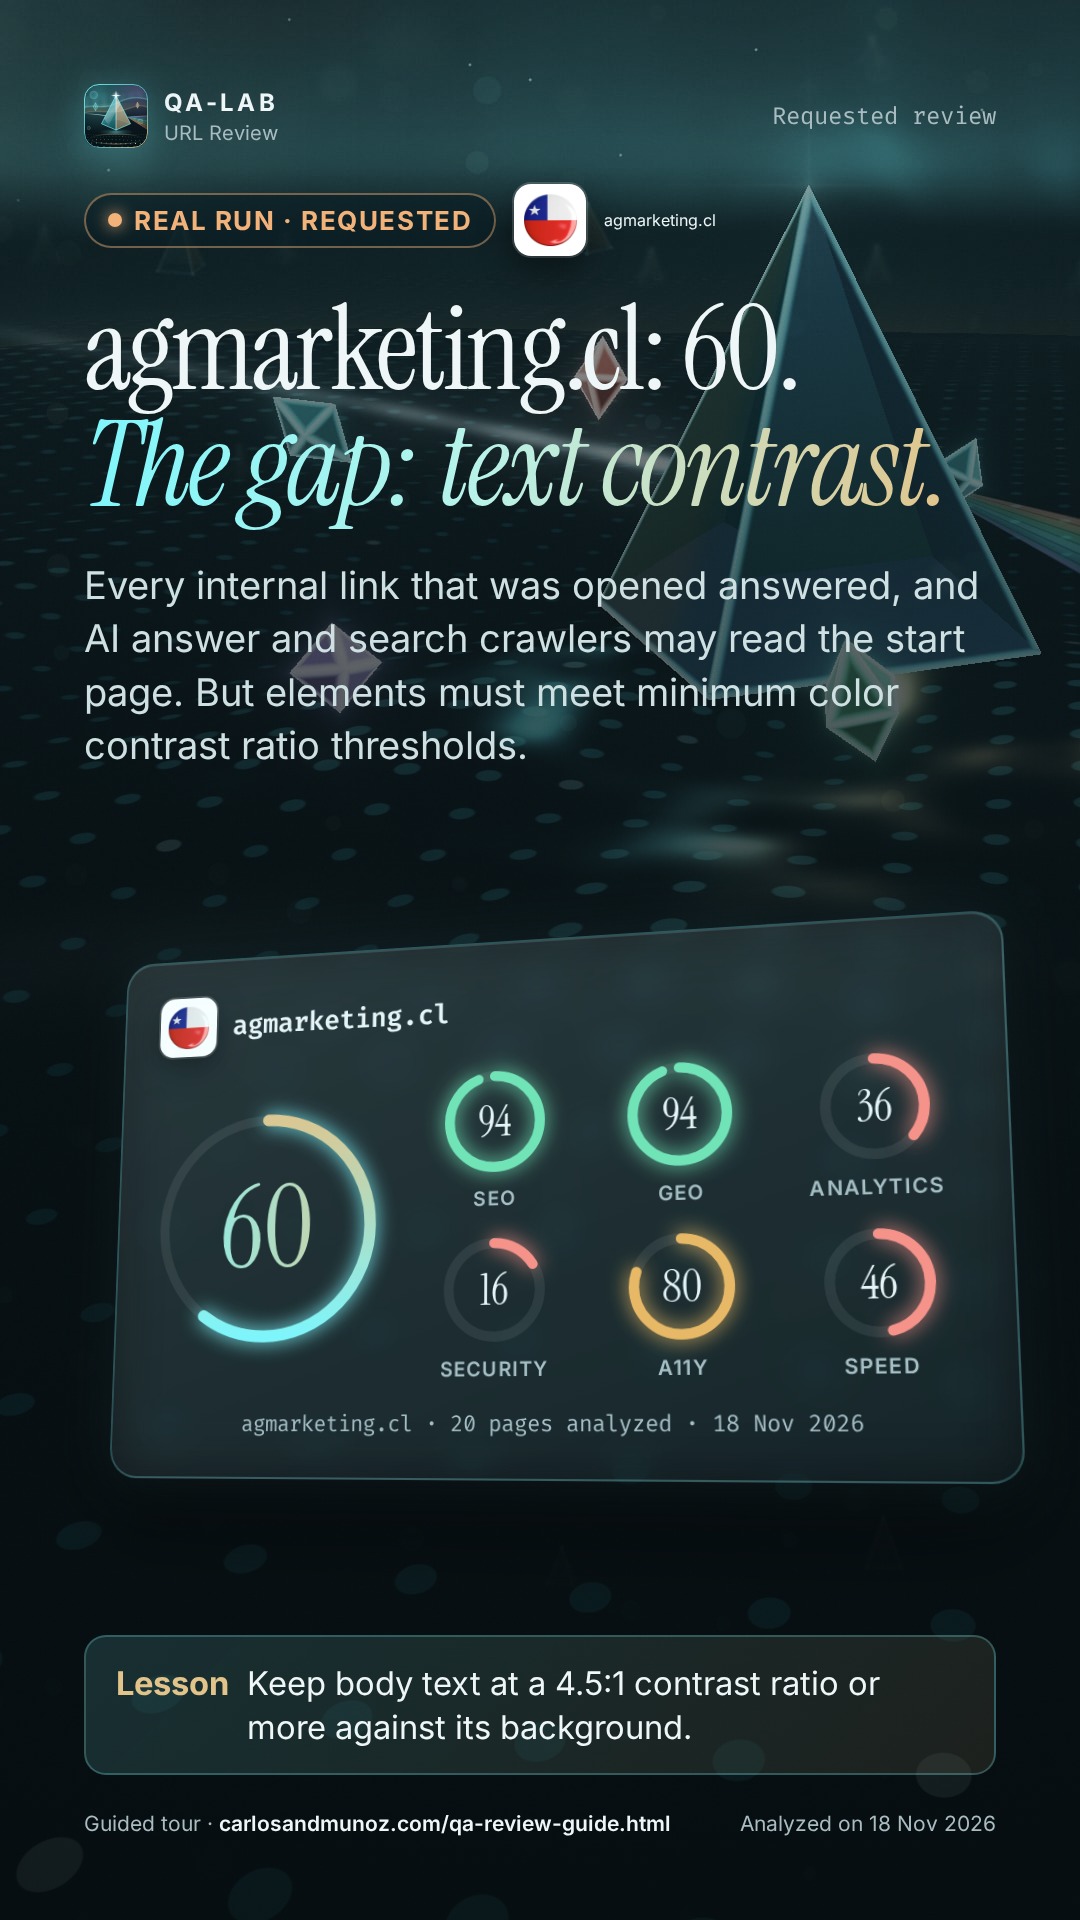 QA-LAB
URL Review
Requested review
REAL RUN · REQUESTED
agmarketing.cl
agmarketing.cl: 60.
The gap: text contrast.
Every internal link that was opened answered, and
AI answer and search crawlers may read the start
page. But elements must meet minimum color
contrast ratio thresholds.
agmarketing.cl
60
94
SEO
94
GEO
36
ANALYTICS
16
SECURITY
80
A11Y
46
SPEED
agmarketing.cl · 20 pages analyzed · 18 Nov 2026
Lesson Keep body text at a 4.5:1 contrast ratio or
more against its background.
Guided tour · carlosandmunoz.com/qa-review-guide.html
Analyzed on 18 Nov 2026